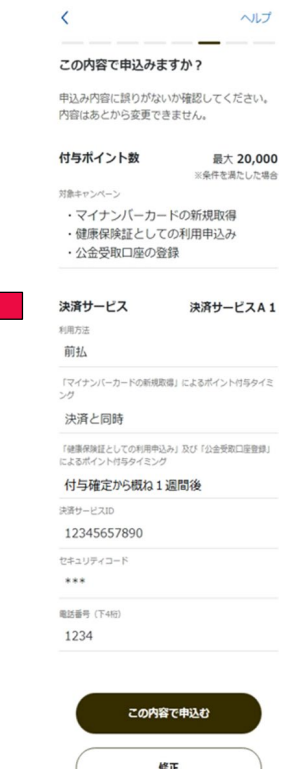 ヘルプ
この内容で申込みますか？
申込み内容に誤りがないか確認してください。
内容はあとから変更できません。
付与ポイント数 最大 20,000
※条件を満たした場合
対象キャンペーン
・マイナンバーカードの新規取得
・健康保険証としての利用申込み
・公金受取口座の登録
決済サービス 決済サービスA 1
利用方法
前払
「マイナンバーカードの新規取得」によるポイント付与タイミ
ング
決済と同時
「健康保険証としての利用申込み」及び「公金受取口座登録」
によるポイント付与タイミング
付与確定から概ね１週間後
決済サービスID
12345657890
セキュリティコード
***
電話番号（下4桁）
1234
この内容で申込む
修正